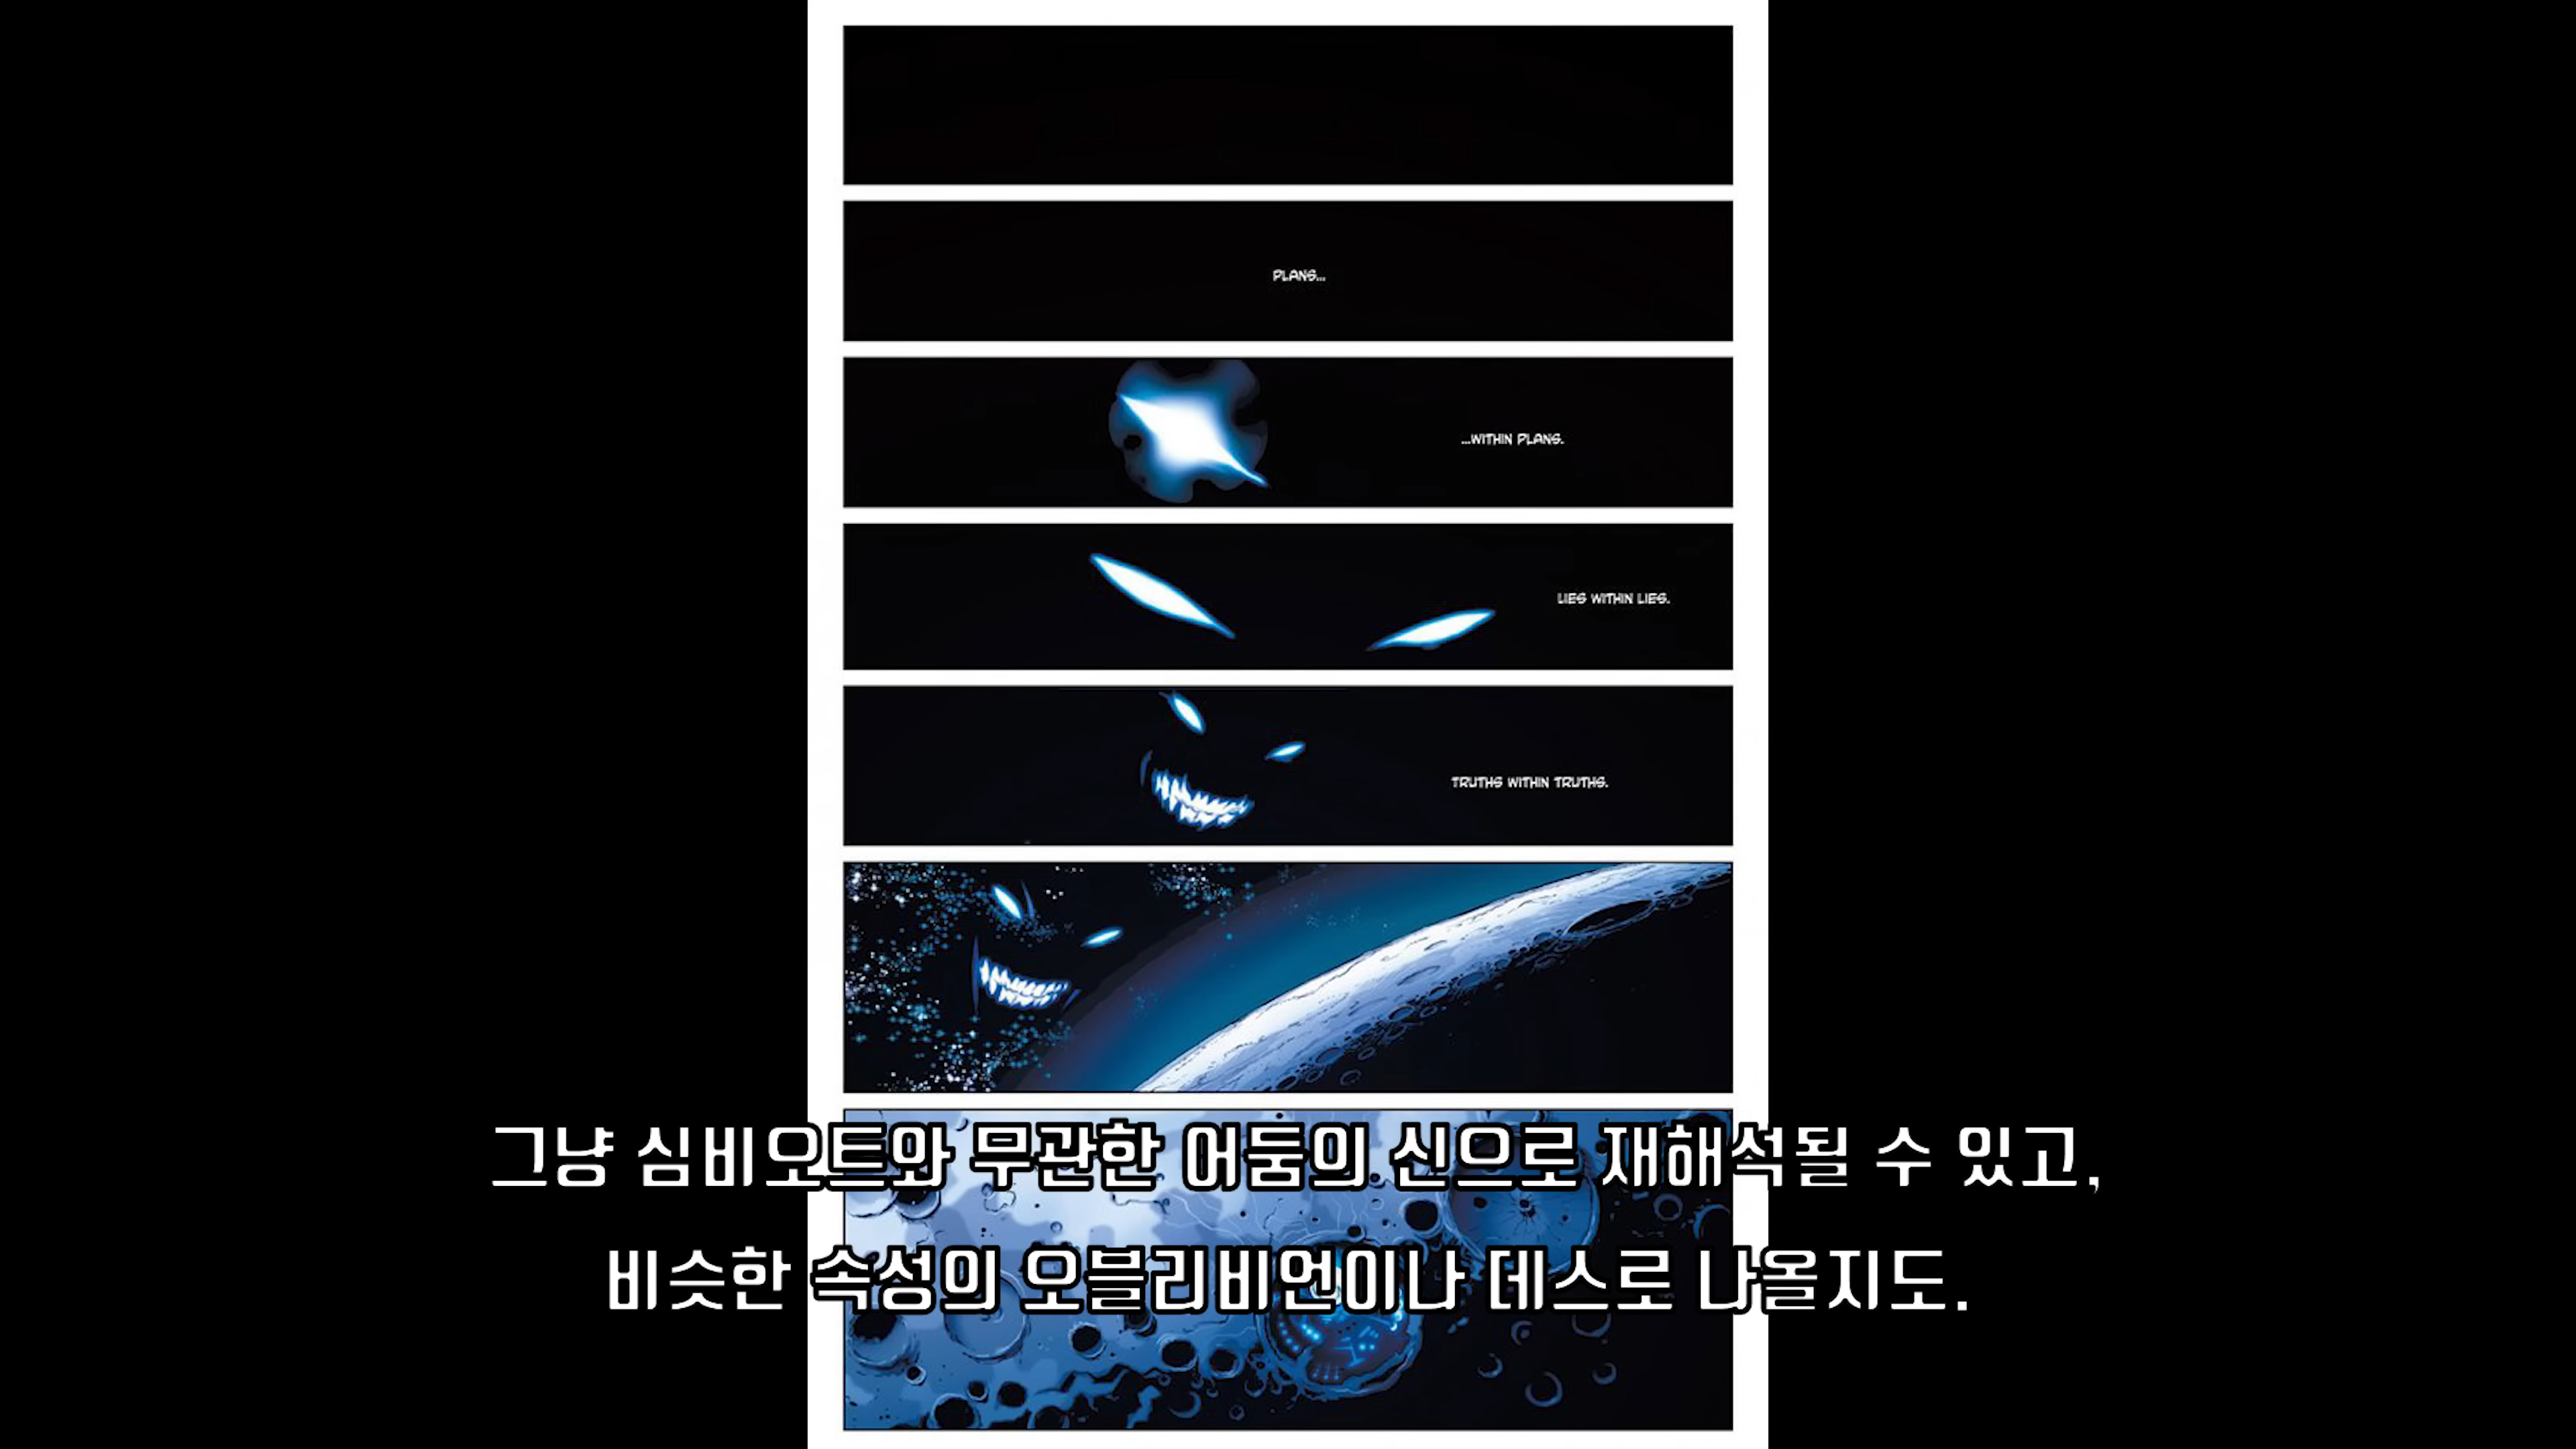 PLANS...
...WITHIN PLANS.
LIES WITHIN LIES.
TRUTHS WITHIN TRUTHS.
그냥 심비오트와 무관한 어둠의 신으로 재해석될 수 있고,
비슷한 속성의 오블리비언이나 데스로 나올지도.